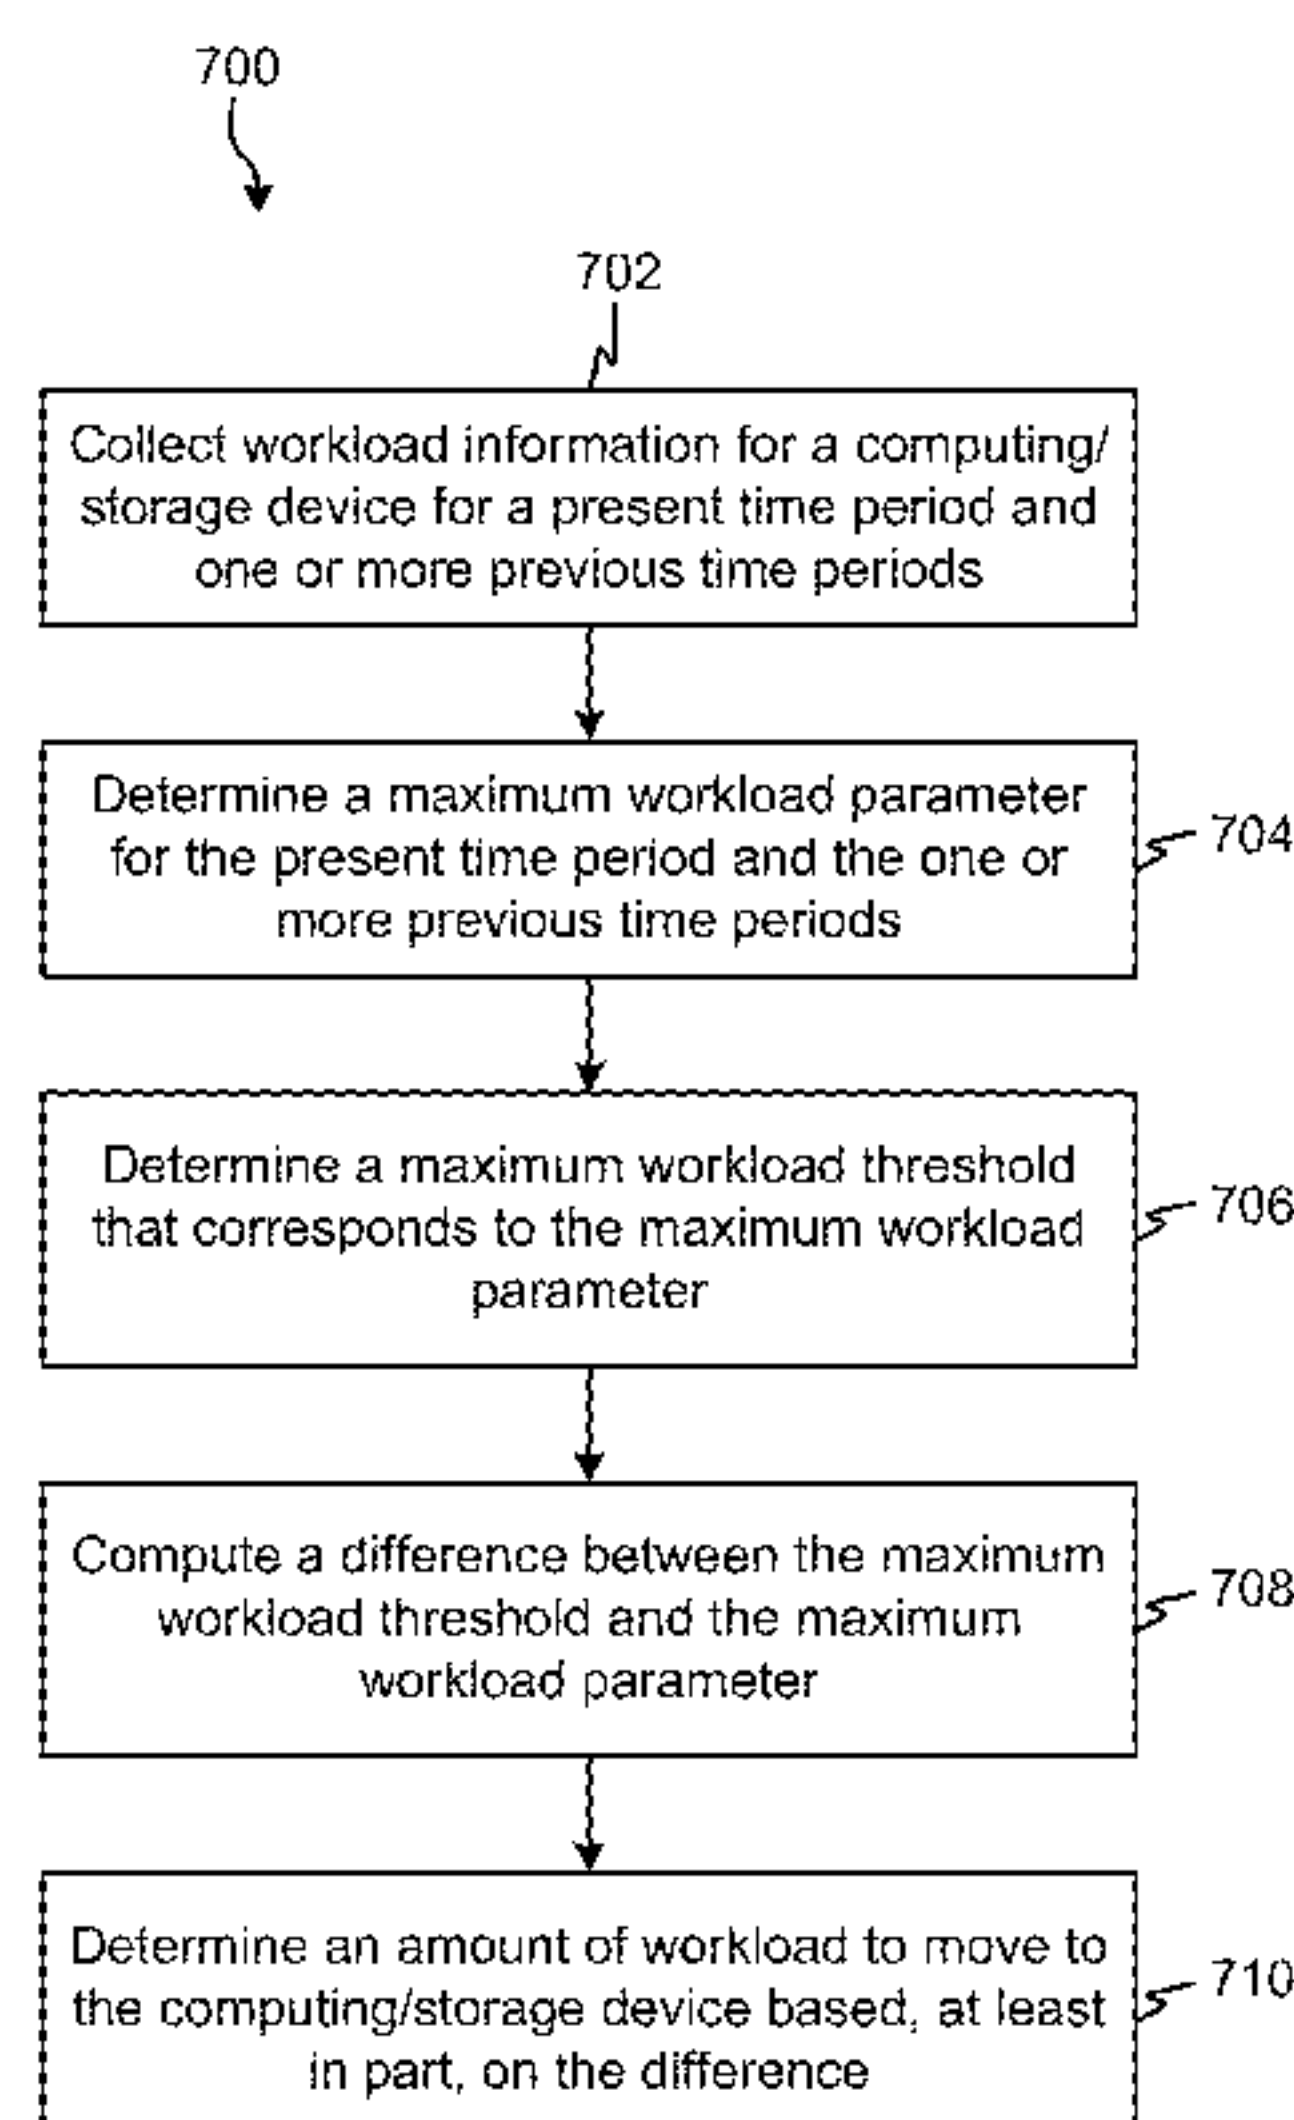 700
702
Collect workload information for a computing/
storage device for a present time period and
one or more previous time periods
Determine a maximum workload parameter
for the present time period and the one or
more previous time periods
704
Determine a maximum workload threshold
that corresponds to the maximum workload
parameter
706
Compute a difference between the maximum
workload threshold and the maximum
workload parameter
708
Determine an amount of workload to move to
the computing/storage device based, at least
in part, on the difference
710